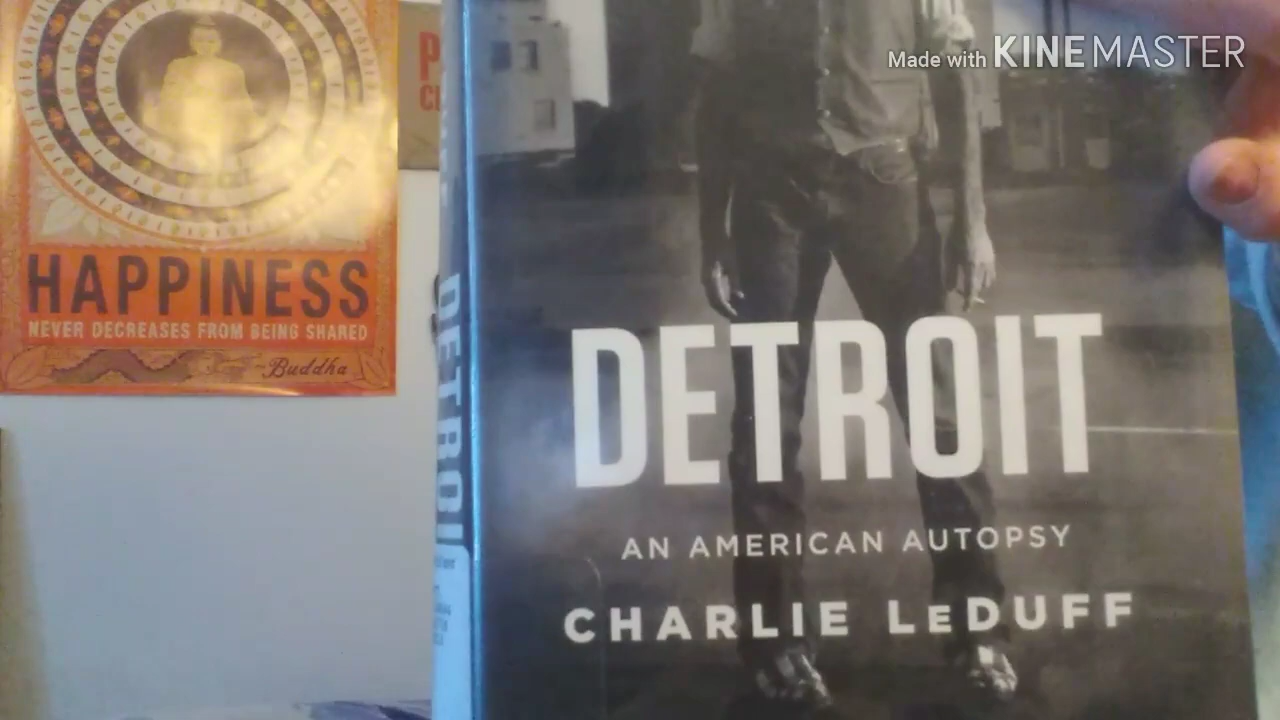 Made with KINEMASTER
HAPPINESS
NEVER DECREASES FROM BEING SHARED
Buddha
DETROIT
DETROIT
AN AMERICAN AUTOPSY
CHARLIE LEDUFF